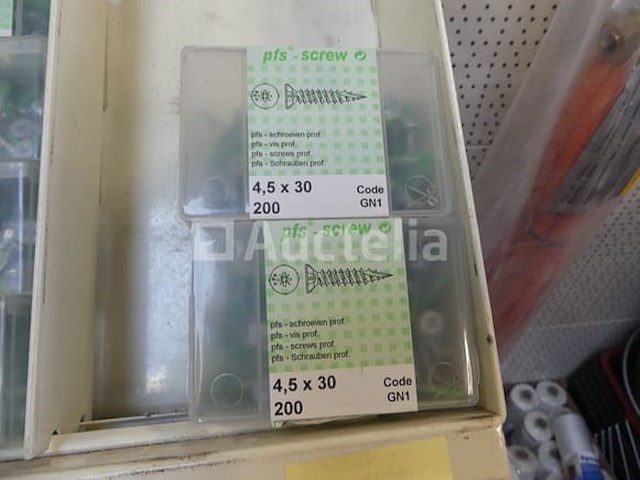 pfs - screw
pfs - schroeven prof.
pfs - vis prof.
pfs - screws prof.
pfs - Schrauben prof.
4,5 x 30 Code
200 GN1
pfs - screw
Auctelia
pfs - schroeven prof.
pfs - vis prof.
pfs - screws prof.
pfs - Schrauben prof.
4,5 x 30 Code
200 GN1